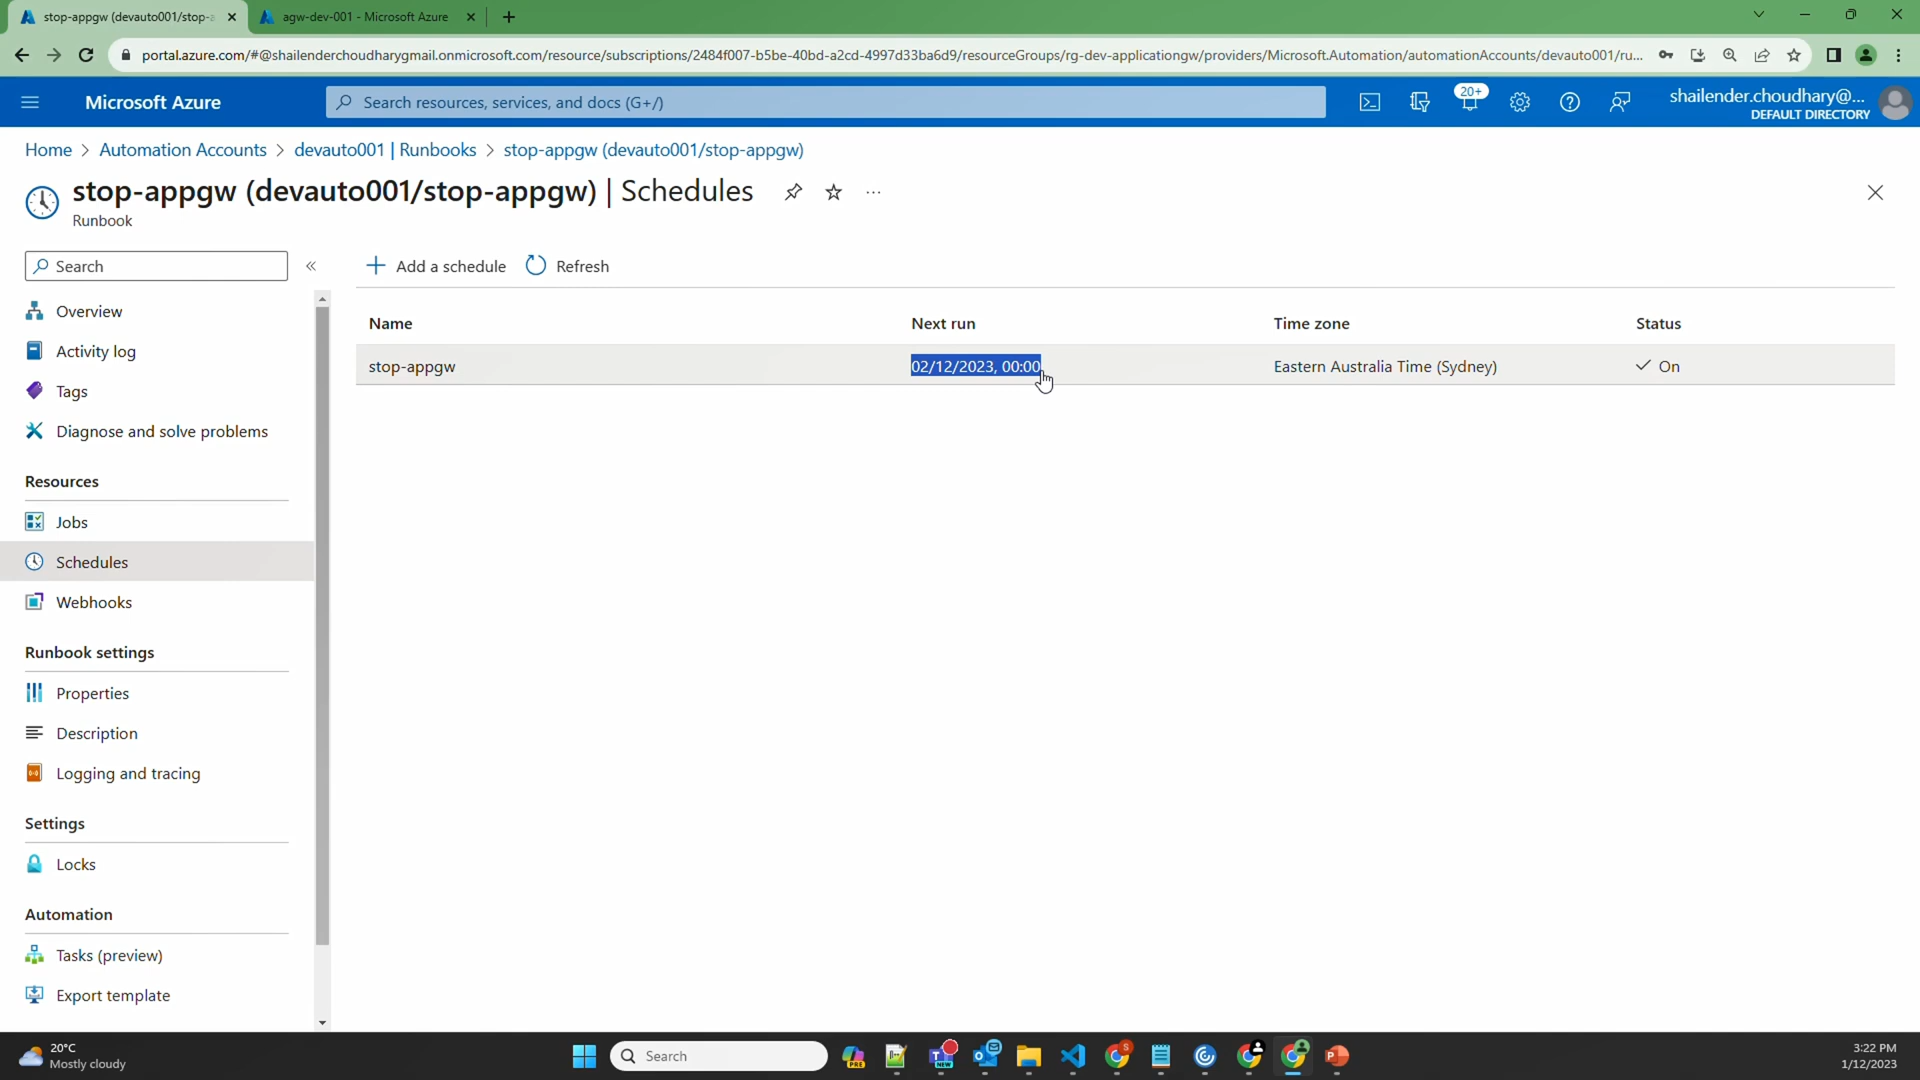 stop-appgw (devauto001/stop-a
agw-dev-001 - Microsoft Azure
portal.azure.com/#@shailenderchoudharygmail.onmicrosoft.com/resource/subscriptions/2484f007-b5be-40bd-a2cd-4997d33ba6d9/resourceGroups/rg-dev-applicationgw/providers/Microsoft.Automation/automationAccounts/devauto001/ru...
Microsoft Azure
Search resources, services, and docs (G+/)
20+
shailender.choudhary@...
DEFAULT DIRECTORY
Home > Automation Accounts > devauto001 | Runbooks > stop-appgw (devauto001/stop-appgw)
stop-appgw (devauto001/stop-appgw) | Schedules
Runbook
Search
Add a schedule
Refresh
Overview
Activity log
Tags
Diagnose and solve problems
Resources
Jobs
Schedules
Webhooks
Runbook settings
Properties
Description
Logging and tracing
Settings
Locks
Automation
Tasks (preview)
Export template
Name Next run Time zone Status
stop-appgw 02/12/2023, 00:00 Eastern Australia Time (Sydney) On
20°C
Mostly cloudy
Search
PRE
NEW
S
3:22 PM
1/12/2023